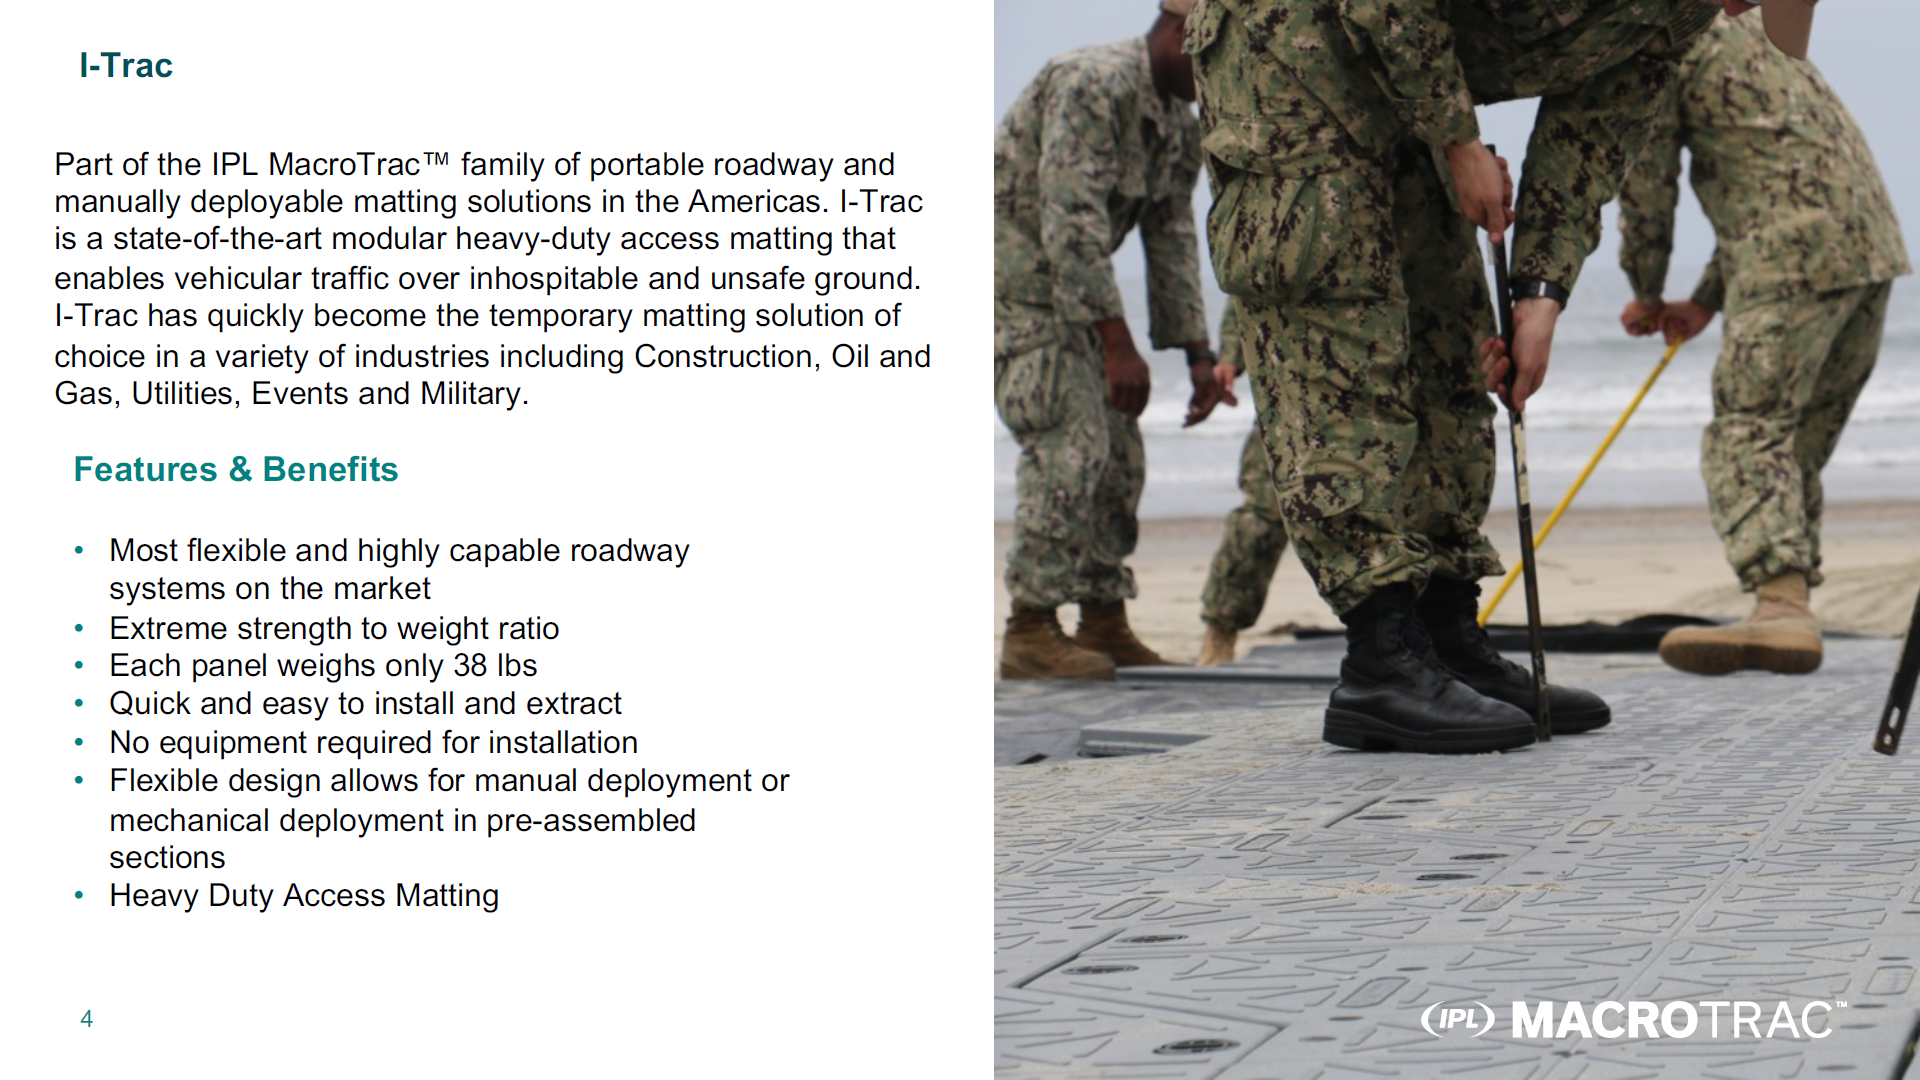 I-Trac
Part of the IPL MacroTrac™ family of portable roadway and
manually deployable matting solutions in the Americas. I-Trac
is a state-of-the-art modular heavy-duty access matting that
enables vehicular traffic over inhospitable and unsafe ground.
I-Trac has quickly become the temporary matting solution of
choice in a variety of industries including Construction, Oil and
Gas, Utilities, Events and Military.
Features & Benefits
• Most flexible and highly capable roadway
systems on the market
• Extreme strength to weight ratio
• Each panel weighs only 38 lbs
• Quick and easy to install and extract
• No equipment required for installation
• Flexible design allows for manual deployment or
mechanical deployment in pre-assembled
sections
• Heavy Duty Access Matting
4
IPL MACROTRAC™